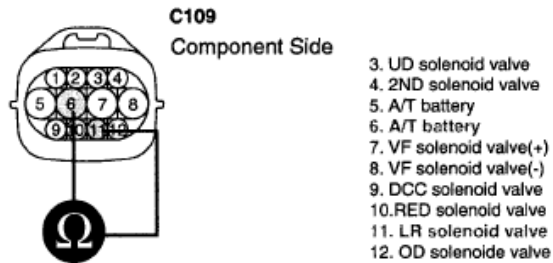 C109
Component Side
1 2 3 4
5 6 7 8
9 10 11 12
Ω
3. UD solenoid valve
4. 2ND solenoid valve
5. A/T battery
6. A/T battery
7. VF solenoid valve(+)
8. VF solenoid valve(-)
9. DCC solenoid valve
10.RED solenoid valve
11. LR solenoid valve
12. OD solenoide valve